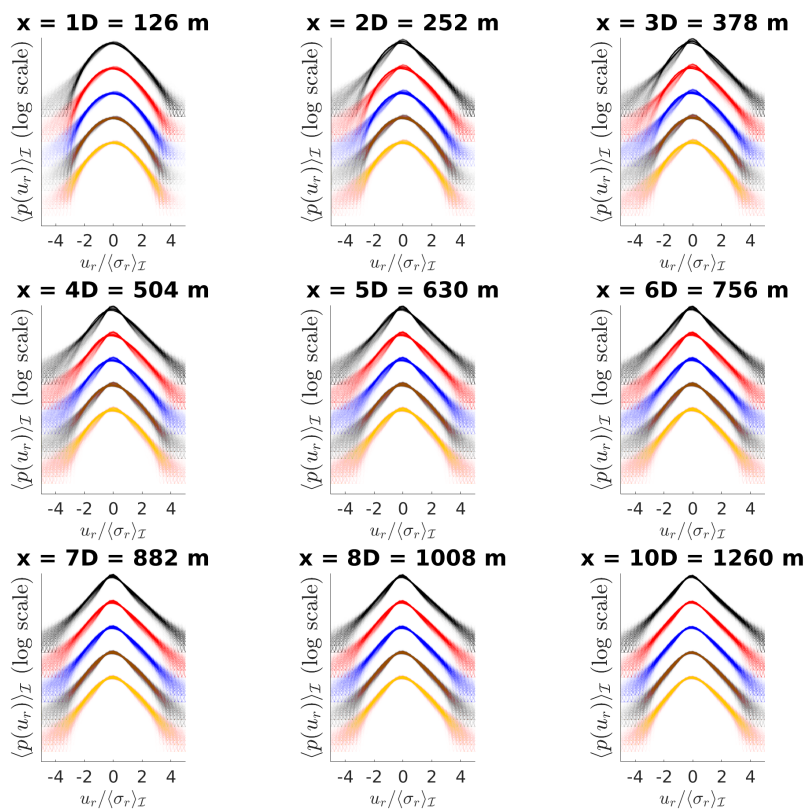 x = 1D = 126 m
x = 2D = 252 m
x = 3D = 378 m
⟨p(u_r)⟩_ℐ (log scale)
⟨p(u_r)⟩_ℐ (log scale)
⟨p(u_r)⟩_ℐ (log scale)
-4 -2 0 2 4
-4 -2 0 2 4
-4 -2 0 2 4
u_r/⟨σ_r⟩_ℐ
u_r/⟨σ_r⟩_ℐ
u_r/⟨σ_r⟩_ℐ
x = 4D = 504 m
x = 5D = 630 m
x = 6D = 756 m
⟨p(u_r)⟩_ℐ (log scale)
⟨p(u_r)⟩_ℐ (log scale)
⟨p(u_r)⟩_ℐ (log scale)
-4 -2 0 2 4
-4 -2 0 2 4
-4 -2 0 2 4
u_r/⟨σ_r⟩_ℐ
u_r/⟨σ_r⟩_ℐ
u_r/⟨σ_r⟩_ℐ
x = 7D = 882 m
x = 8D = 1008 m
x = 10D = 1260 m
⟨p(u_r)⟩_ℐ (log scale)
⟨p(u_r)⟩_ℐ (log scale)
⟨p(u_r)⟩_ℐ (log scale)
-4 -2 0 2 4
-4 -2 0 2 4
-4 -2 0 2 4
u_r/⟨σ_r⟩_ℐ
u_r/⟨σ_r⟩_ℐ
u_r/⟨σ_r⟩_ℐ